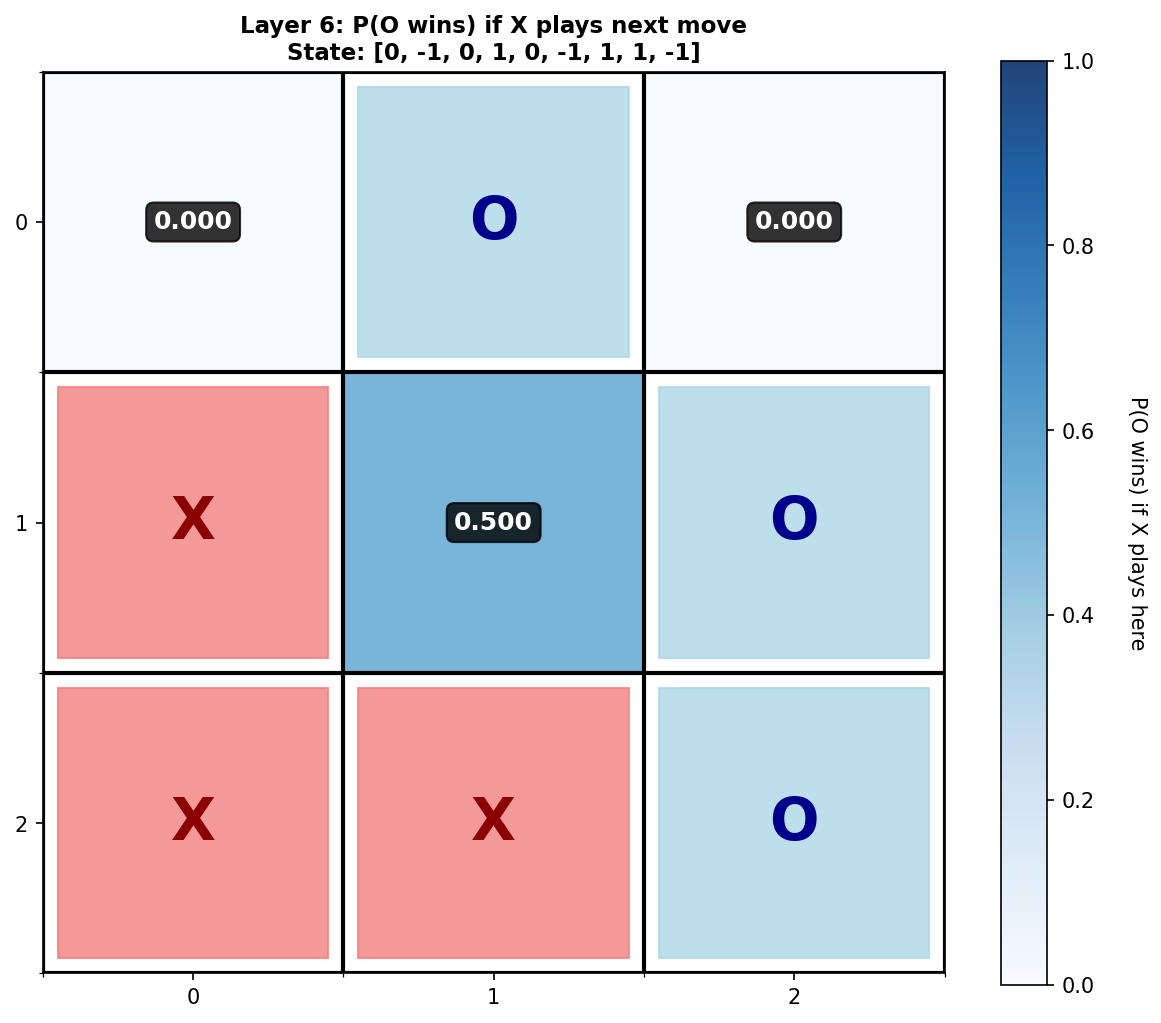 Layer 6: P(O wins) if X plays next move
State: [0, -1, 0, 1, 0, -1, 1, 1, -1]
0.000
O
0.000
X
0.500
O
X
X
O
0
1
2
0
1
2
1.0
0.8
0.6
0.4
0.2
0.0
P(O wins) if X plays here